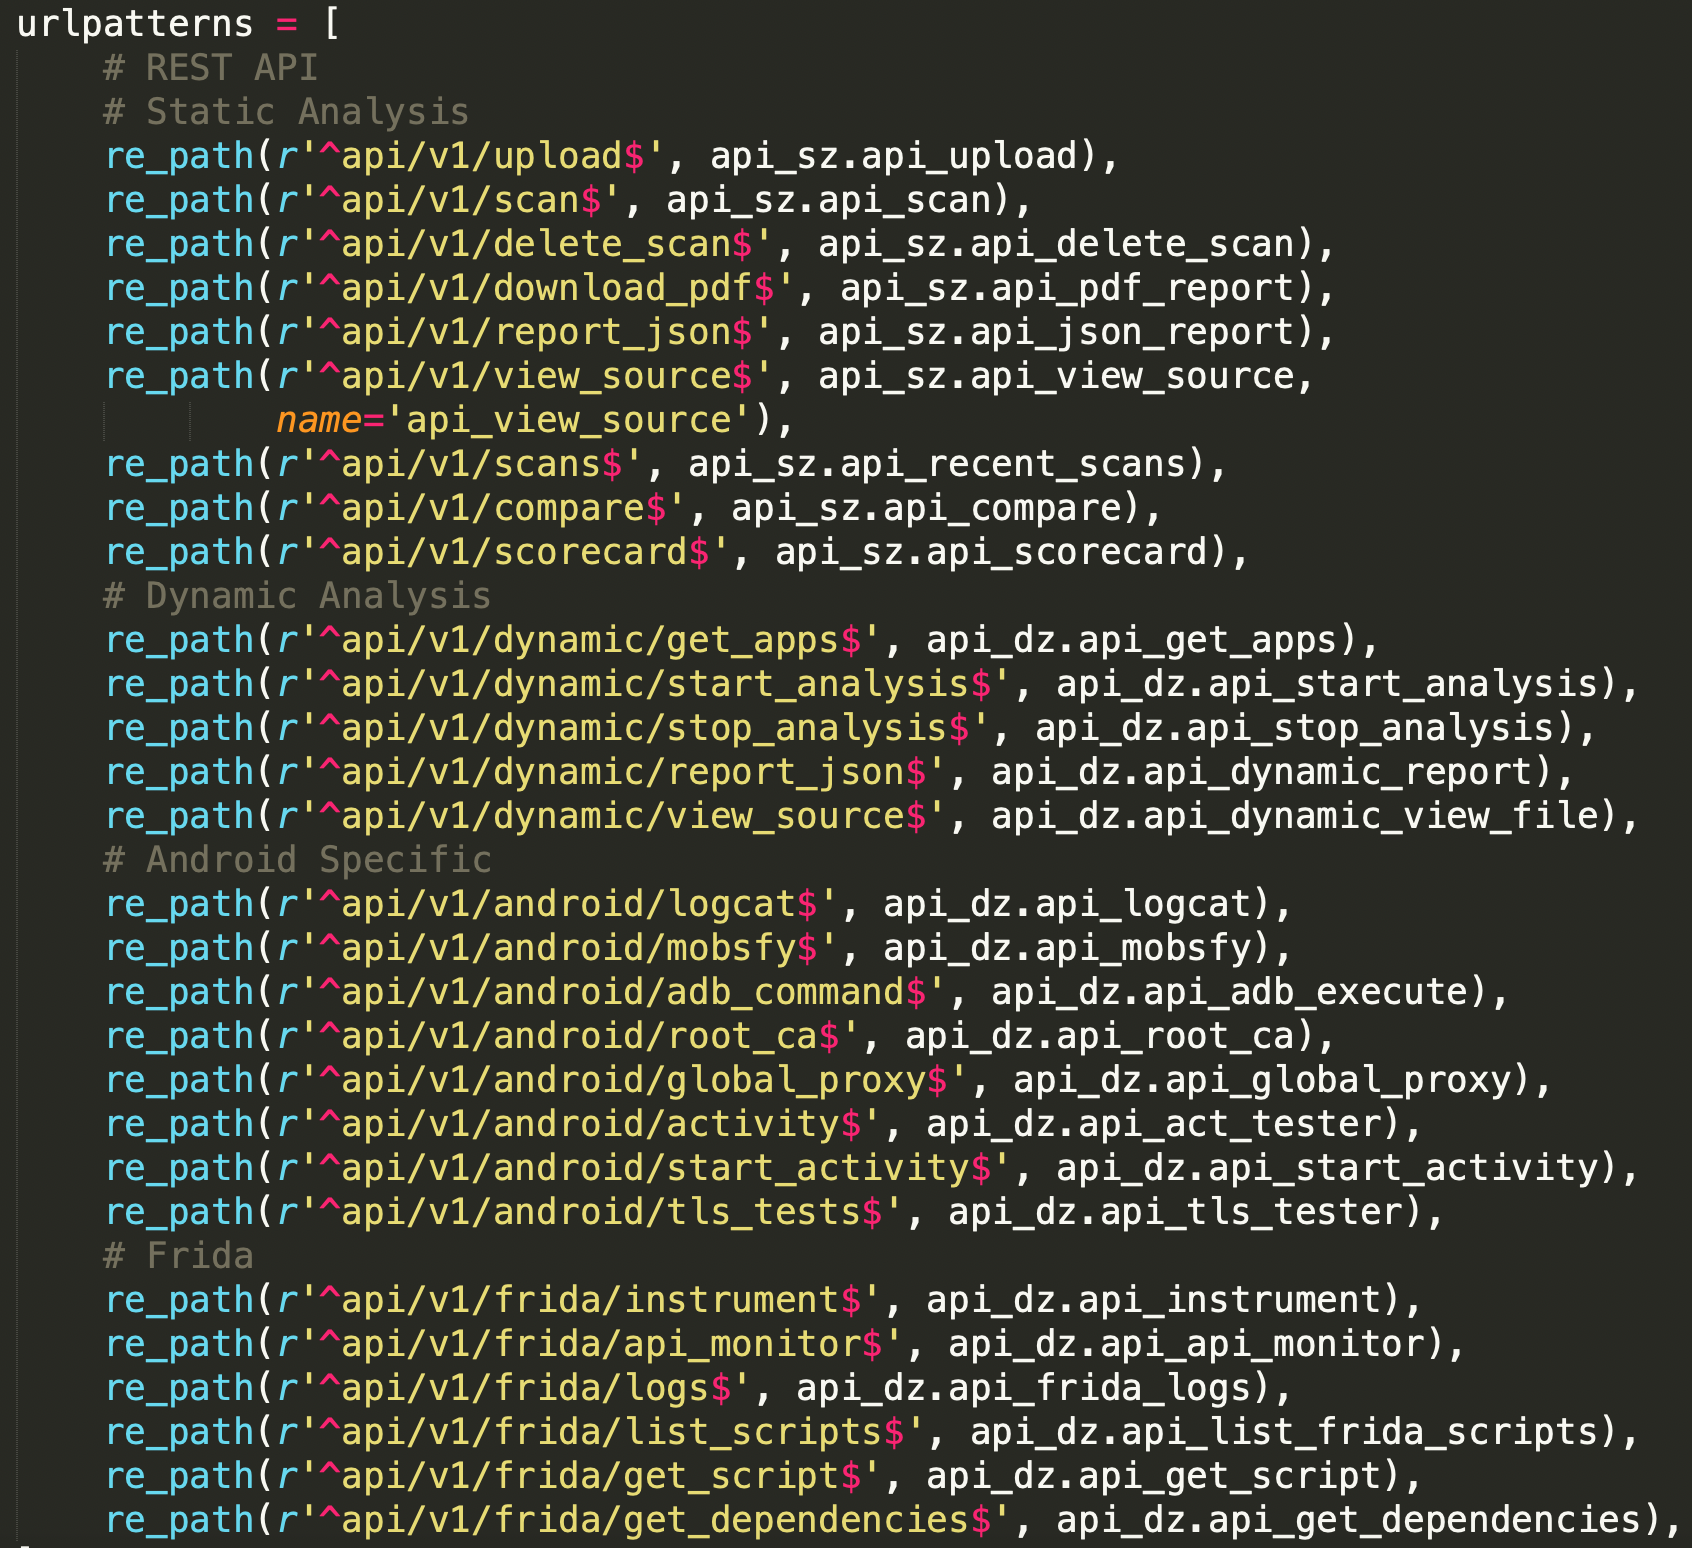 urlpatterns = [
    # REST API
    # Static Analysis
    re_path(r'^api/v1/upload$', api_sz.api_upload),
    re_path(r'^api/v1/scan$', api_sz.api_scan),
    re_path(r'^api/v1/delete_scan$', api_sz.api_delete_scan),
    re_path(r'^api/v1/download_pdf$', api_sz.api_pdf_report),
    re_path(r'^api/v1/report_json$', api_sz.api_json_report),
    re_path(r'^api/v1/view_source$', api_sz.api_view_source,
            name='api_view_source'),
    re_path(r'^api/v1/scans$', api_sz.api_recent_scans),
    re_path(r'^api/v1/compare$', api_sz.api_compare),
    re_path(r'^api/v1/scorecard$', api_sz.api_scorecard),
    # Dynamic Analysis
    re_path(r'^api/v1/dynamic/get_apps$', api_dz.api_get_apps),
    re_path(r'^api/v1/dynamic/start_analysis$', api_dz.api_start_analysis),
    re_path(r'^api/v1/dynamic/stop_analysis$', api_dz.api_stop_analysis),
    re_path(r'^api/v1/dynamic/report_json$', api_dz.api_dynamic_report),
    re_path(r'^api/v1/dynamic/view_source$', api_dz.api_dynamic_view_file),
    # Android Specific
    re_path(r'^api/v1/android/logcat$', api_dz.api_logcat),
    re_path(r'^api/v1/android/mobsfy$', api_dz.api_mobsfy),
    re_path(r'^api/v1/android/adb_command$', api_dz.api_adb_execute),
    re_path(r'^api/v1/android/root_ca$', api_dz.api_root_ca),
    re_path(r'^api/v1/android/global_proxy$', api_dz.api_global_proxy),
    re_path(r'^api/v1/android/activity$', api_dz.api_act_tester),
    re_path(r'^api/v1/android/start_activity$', api_dz.api_start_activity),
    re_path(r'^api/v1/android/tls_tests$', api_dz.api_tls_tester),
    # Frida
    re_path(r'^api/v1/frida/instrument$', api_dz.api_instrument),
    re_path(r'^api/v1/frida/api_monitor$', api_dz.api_api_monitor),
    re_path(r'^api/v1/frida/logs$', api_dz.api_frida_logs),
    re_path(r'^api/v1/frida/list_scripts$', api_dz.api_list_frida_scripts),
    re_path(r'^api/v1/frida/get_script$', api_dz.api_get_script),
    re_path(r'^api/v1/frida/get_dependencies$', api_dz.api_get_dependencies),